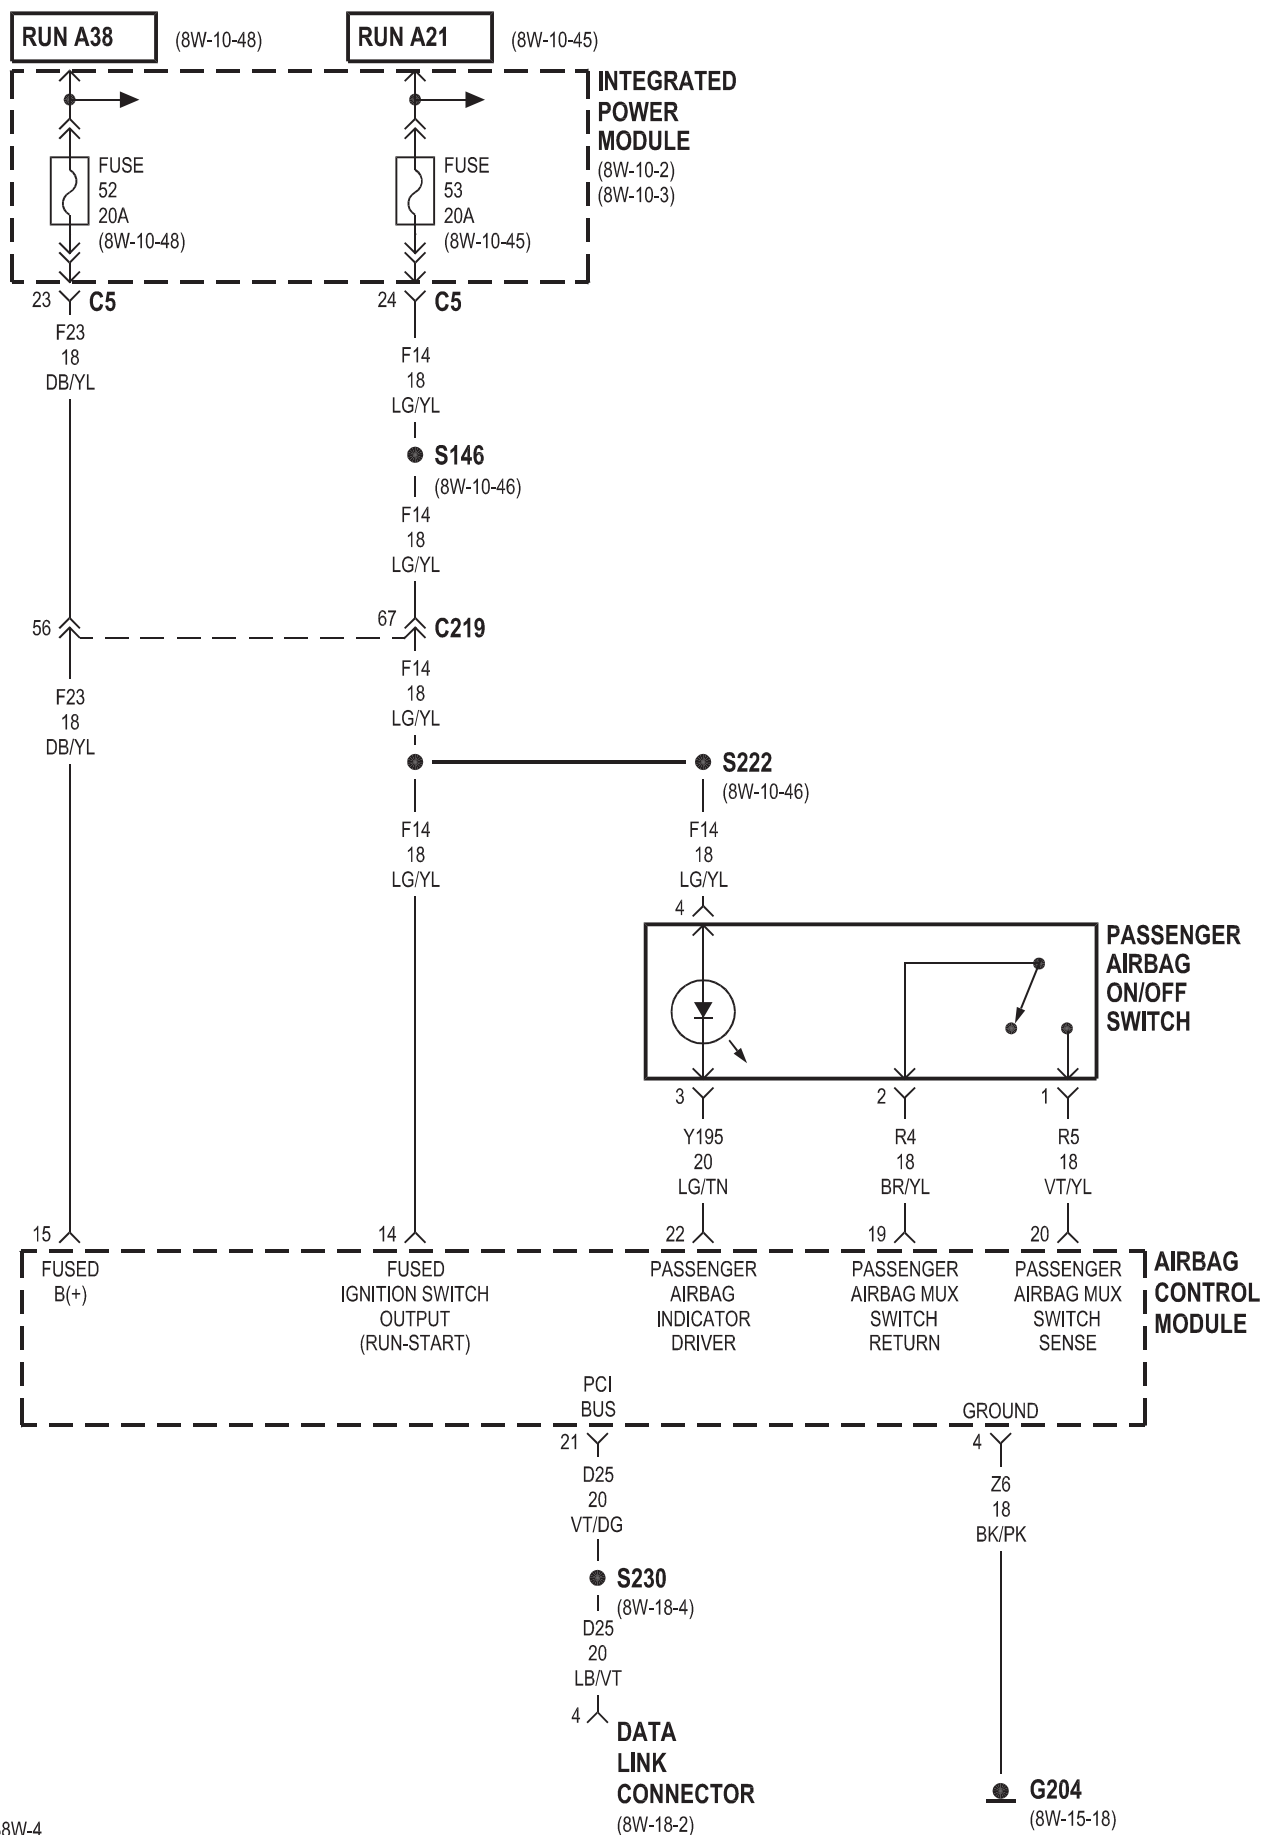 RUN A38 (8W-10-48) RUN A21 (8W-10-45)
INTEGRATED
POWER
MODULE
(8W-10-2)
(8W-10-3)
FUSE
52
20A
(8W-10-48)
FUSE
53
20A
(8W-10-45)
23 C5 24 C5
F23
18
DB/YL
F14
18
LG/YL
S146
(8W-10-46)
F14
18
LG/YL
56 67 C219
F23
18
DB/YL
F14
18
LG/YL
S222
(8W-10-46)
F14
18
LG/YL
F14
18
LG/YL
4
PASSENGER
AIRBAG
ON/OFF
SWITCH
3 2 1
Y195
20
LG/TN
R4
18
BR/YL
R5
18
VT/YL
15 14 22 19 20
FUSED
B(+)
FUSED
IGNITION SWITCH
OUTPUT
(RUN-START)
PASSENGER
AIRBAG
INDICATOR
DRIVER
PASSENGER
AIRBAG MUX
SWITCH
RETURN
PASSENGER
AIRBAG MUX
SWITCH
SENSE
AIRBAG
CONTROL
MODULE
PCI
BUS
GROUND
21 4
D25
20
VT/DG
Z6
18
BK/PK
S230
(8W-18-4)
D25
20
LB/VT
4
DATA
LINK
CONNECTOR
(8W-18-2)
G204
(8W-15-18)
8W-4